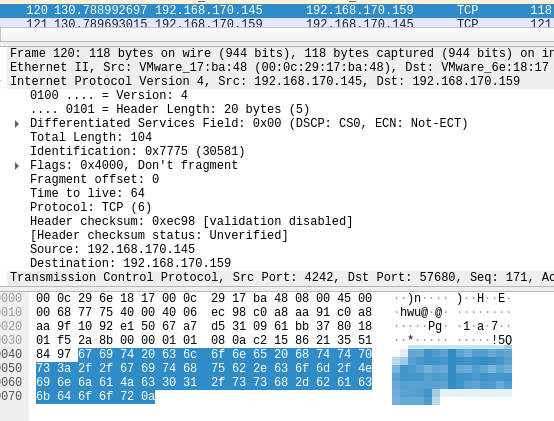 120 130.788992697 192.168.170.145 192.168.170.159 TCP 118
121 130.789693015 192.168.170.159 192.168.170.145 TCP 121
Frame 120: 118 bytes on wire (944 bits), 118 bytes captured (944 bits) on in
Ethernet II, Src: VMware_17:ba:48 (00:0c:29:17:ba:48), Dst: VMware_6e:18:17
Internet Protocol Version 4, Src: 192.168.170.145, Dst: 192.168.170.159
0100 .... = Version: 4
.... 0101 = Header Length: 20 bytes (5)
Differentiated Services Field: 0x00 (DSCP: CS0, ECN: Not-ECT)
Total Length: 104
Identification: 0x7775 (30581)
Flags: 0x4000, Don't fragment
Fragment offset: 0
Time to live: 64
Protocol: TCP (6)
Header checksum: 0xec98 [validation disabled]
[Header checksum status: Unverified]
Source: 192.168.170.145
Destination: 192.168.170.159
Transmission Control Protocol, Src Port: 4242, Dst Port: 57680, Seq: 171, Ac
0000 00 0c 29 6e 18 17 00 0c 29 17 ba 48 08 00 45 00 ··)n···· )··H··E·
0010 00 68 77 75 40 00 40 06 ec 98 c0 a8 aa 91 c0 a8 ·hwu@·@· ········
0020 aa 9f 10 92 e1 50 67 a7 d5 31 09 61 bb 37 80 18 ·····Pg· ·1·a·7··
0030 01 f5 2a 8b 00 00 01 01 08 0a c2 15 86 21 35 51 ··*····· ·····!5Q
0040 84 97 67 69 74 20 63 6c 6f 6e 65 20 68 74 74 70
0050 73 3a 2f 2f 67 69 74 68 75 62 2e 63 6f 6d 2f 4e
0060 69 6e 6a 61 4a 63 30 31 2f 73 73 68 2d 62 61 63
0070 6b 64 6f 6f 72 0a